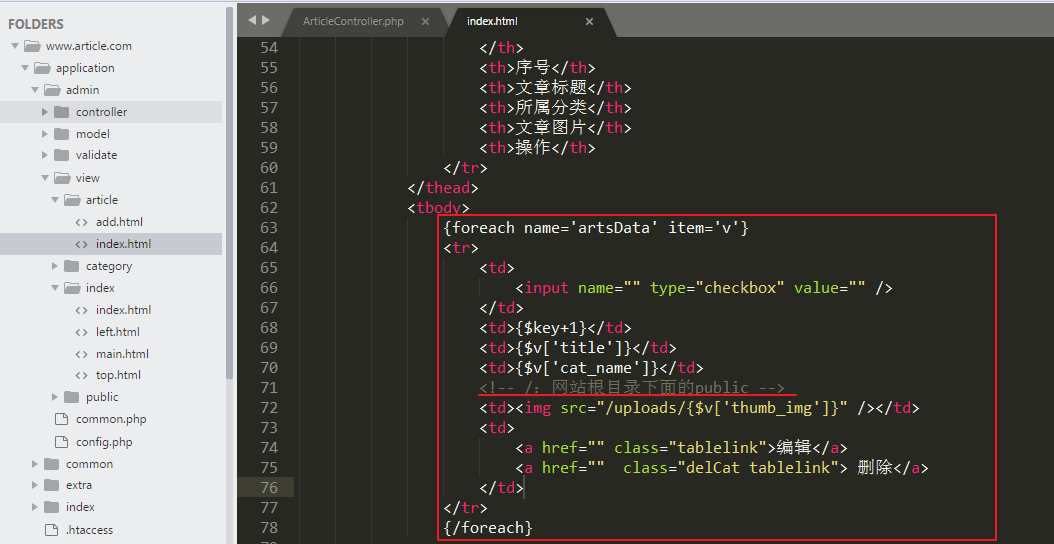 FOLDERS
www.article.com
application
admin
controller
model
validate
view
article
add.html
index.html
category
index
index.html
left.html
main.html
top.html
public
common.php
config.php
common
extra
index
.htaccess
ArticleController.php × index.html ×
54 </th>
55 <th>序号</th>
56 <th>文章标题</th>
57 <th>所属分类</th>
58 <th>文章图片</th>
59 <th>操作</th>
60 </tr>
61 </thead>
62 <tbody>
63 {foreach name='artsData' item='v'}
64 <tr>
65 <td>
66 <input name="" type="checkbox" value="" />
67 </td>
68 <td>{$key+1}</td>
69 <td>{$v['title']}</td>
70 <td>{$v['cat_name']}</td>
71 <!-- /：网站根目录下面的public -->
72 <td><img src="/uploads/{$v['thumb_img']}" /></td>
73 <td>
74 <a href="" class="tablelink">编辑</a>
75 <a href=""  class="delCat tablelink"> 删除</a>
76 </td>
77 </tr>
78 {/foreach}